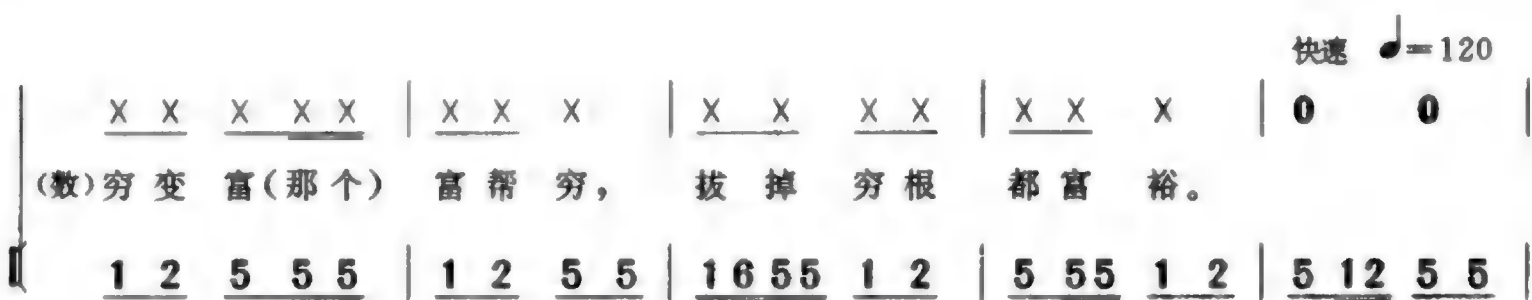 快速 ♩=120
X X X X X | X X X | X X X X | X X X | 0 0 |
(数)穷变 富(那个) 富帮 穷, 拔掉 穷根 都富 裕。
1 2 5 5 5 | 1 2 5 5 | 1 6 5 5 1 2 | 5 5 5 1 2 | 5 1 2 5 5 |